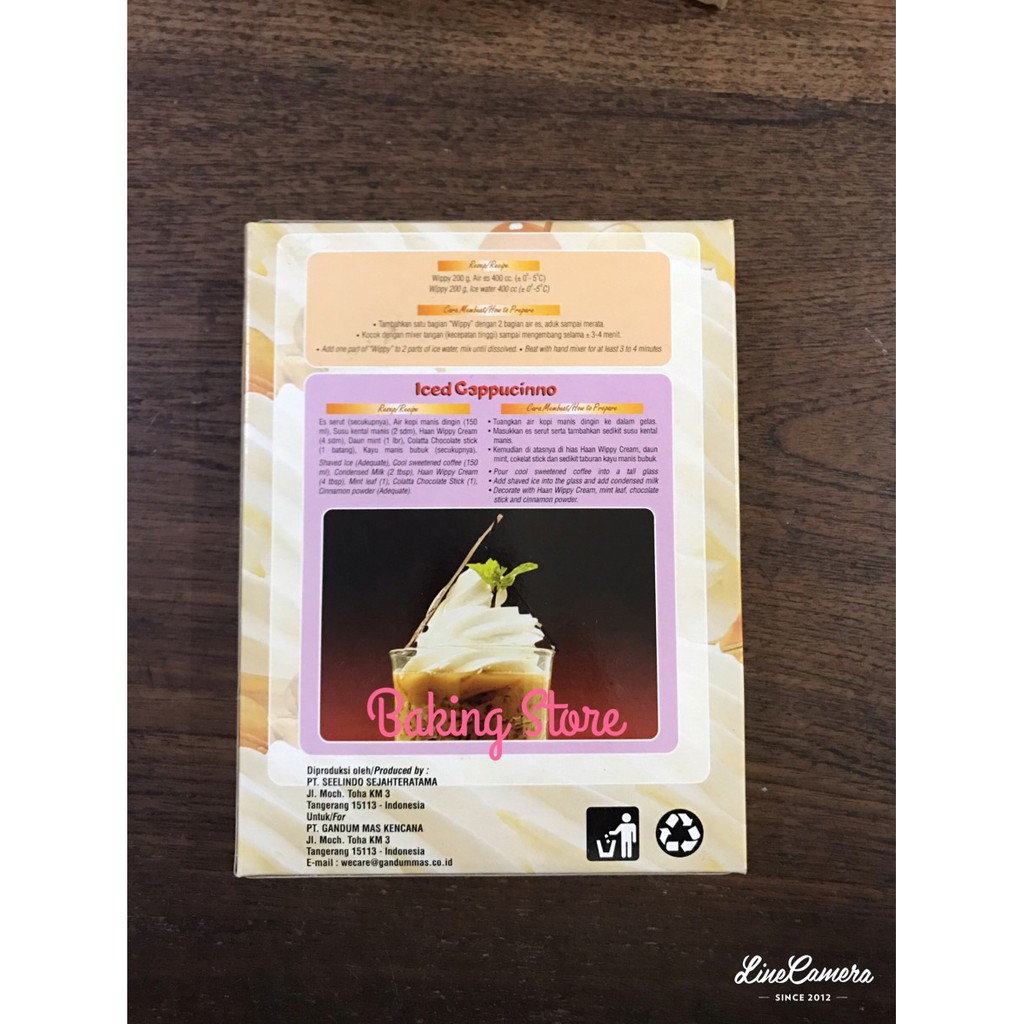 Resep/Recipe
Wippy 200 g, Air es 400 cc. (± 0°- 5°C)
Wippy 200 g, Ice water 400 cc (± 0°-5°C)
Cara Membuat/How to Prepare
• Tambahkan satu bagian "Wippy" dengan 2 bagian air es, aduk sampai merata.
• Kocok dengan mixer tangan (kecepatan tinggi) sampai mengembang selama ± 3-4 menit.
• Add one part of "Wippy" to 2 parts of ice water, mix until dissolved. • Beat with hand mixer for at least 3 to 4 minutes
Iced Cappucinno
Resep/Recipe
Es serut (secukupnya), Air kopi manis dingin (150
ml), Susu kental manis (2 sdm), Haan Wippy Cream
(4 sdm), Daun mint (1 lbr), Colatta Chocolate stick
(1 batang), Kayu manis bubuk (secukupnya).
Shaved Ice (Adequate), Cool sweetened coffee (150
ml), Condensed Milk (2 tbsp), Haan Wippy Cream
(4 tbsp), Mint leaf (1), Colatta Chocolate Stick (1),
Cinnamon powder (Adequate).
Cara Membuat/How to Prepare
• Tuangkan air kopi manis dingin ke dalam gelas.
• Masukkan es serut serta tambahkan sedikit susu kental
manis.
• Kemudian di atasnya di hias Haan Wippy Cream, daun
mint, cokelat stick dan sedikit taburan kayu manis bubuk.
• Pour cool sweetened coffee into a tall glass
• Add shaved ice into the glass and add condensed milk
• Decorate with Haan Wippy Cream, mint leaf, chocolate
stick and cinnamon powder.
Baking Store
Diproduksi oleh/Produced by :
PT. SEELINDO SEJAHTERATAMA
Jl. Moch. Toha KM 3
Tangerang 15113 - Indonesia
Untuk/For
PT. GANDUM MAS KENCANA
Jl. Moch. Toha KM 3
Tangerang 15113 - Indonesia
E-mail : wecare@gandummas.co.id
LineCamera
SINCE 2012